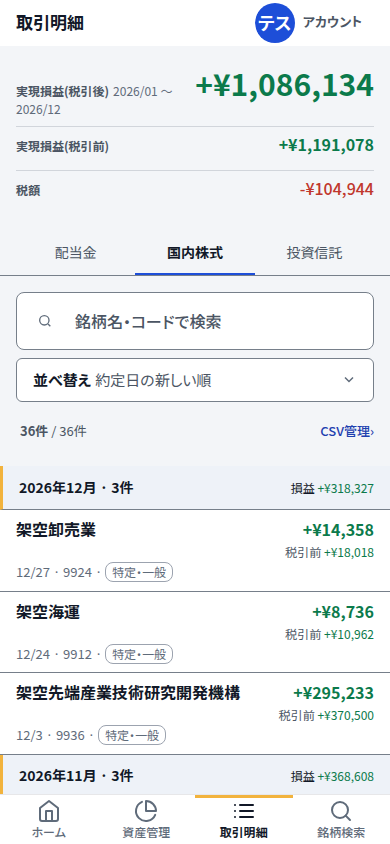 取引明細
テス アカウント
実現損益(税引後) 2026/01 〜 2026/12 +¥1,086,134
実現損益(税引前) +¥1,191,078
税額 -¥104,944
配当金 国内株式 投資信託
銘柄名・コードで検索
並べ替え 約定日の新しい順
36件 / 36件 CSV管理›
2026年12月・3件 損益 +¥318,327
架空卸売業 +¥14,358
税引前 +¥18,018
12/27・9924・特定・一般
架空海運 +¥8,736
税引前 +¥10,962
12/24・9912・特定・一般
架空先端産業技術研究開発機構 +¥295,233
税引前 +¥370,500
12/3・9936・特定・一般
2026年11月・3件 損益 +¥368,608
ホーム 資産管理 取引明細 銘柄検索